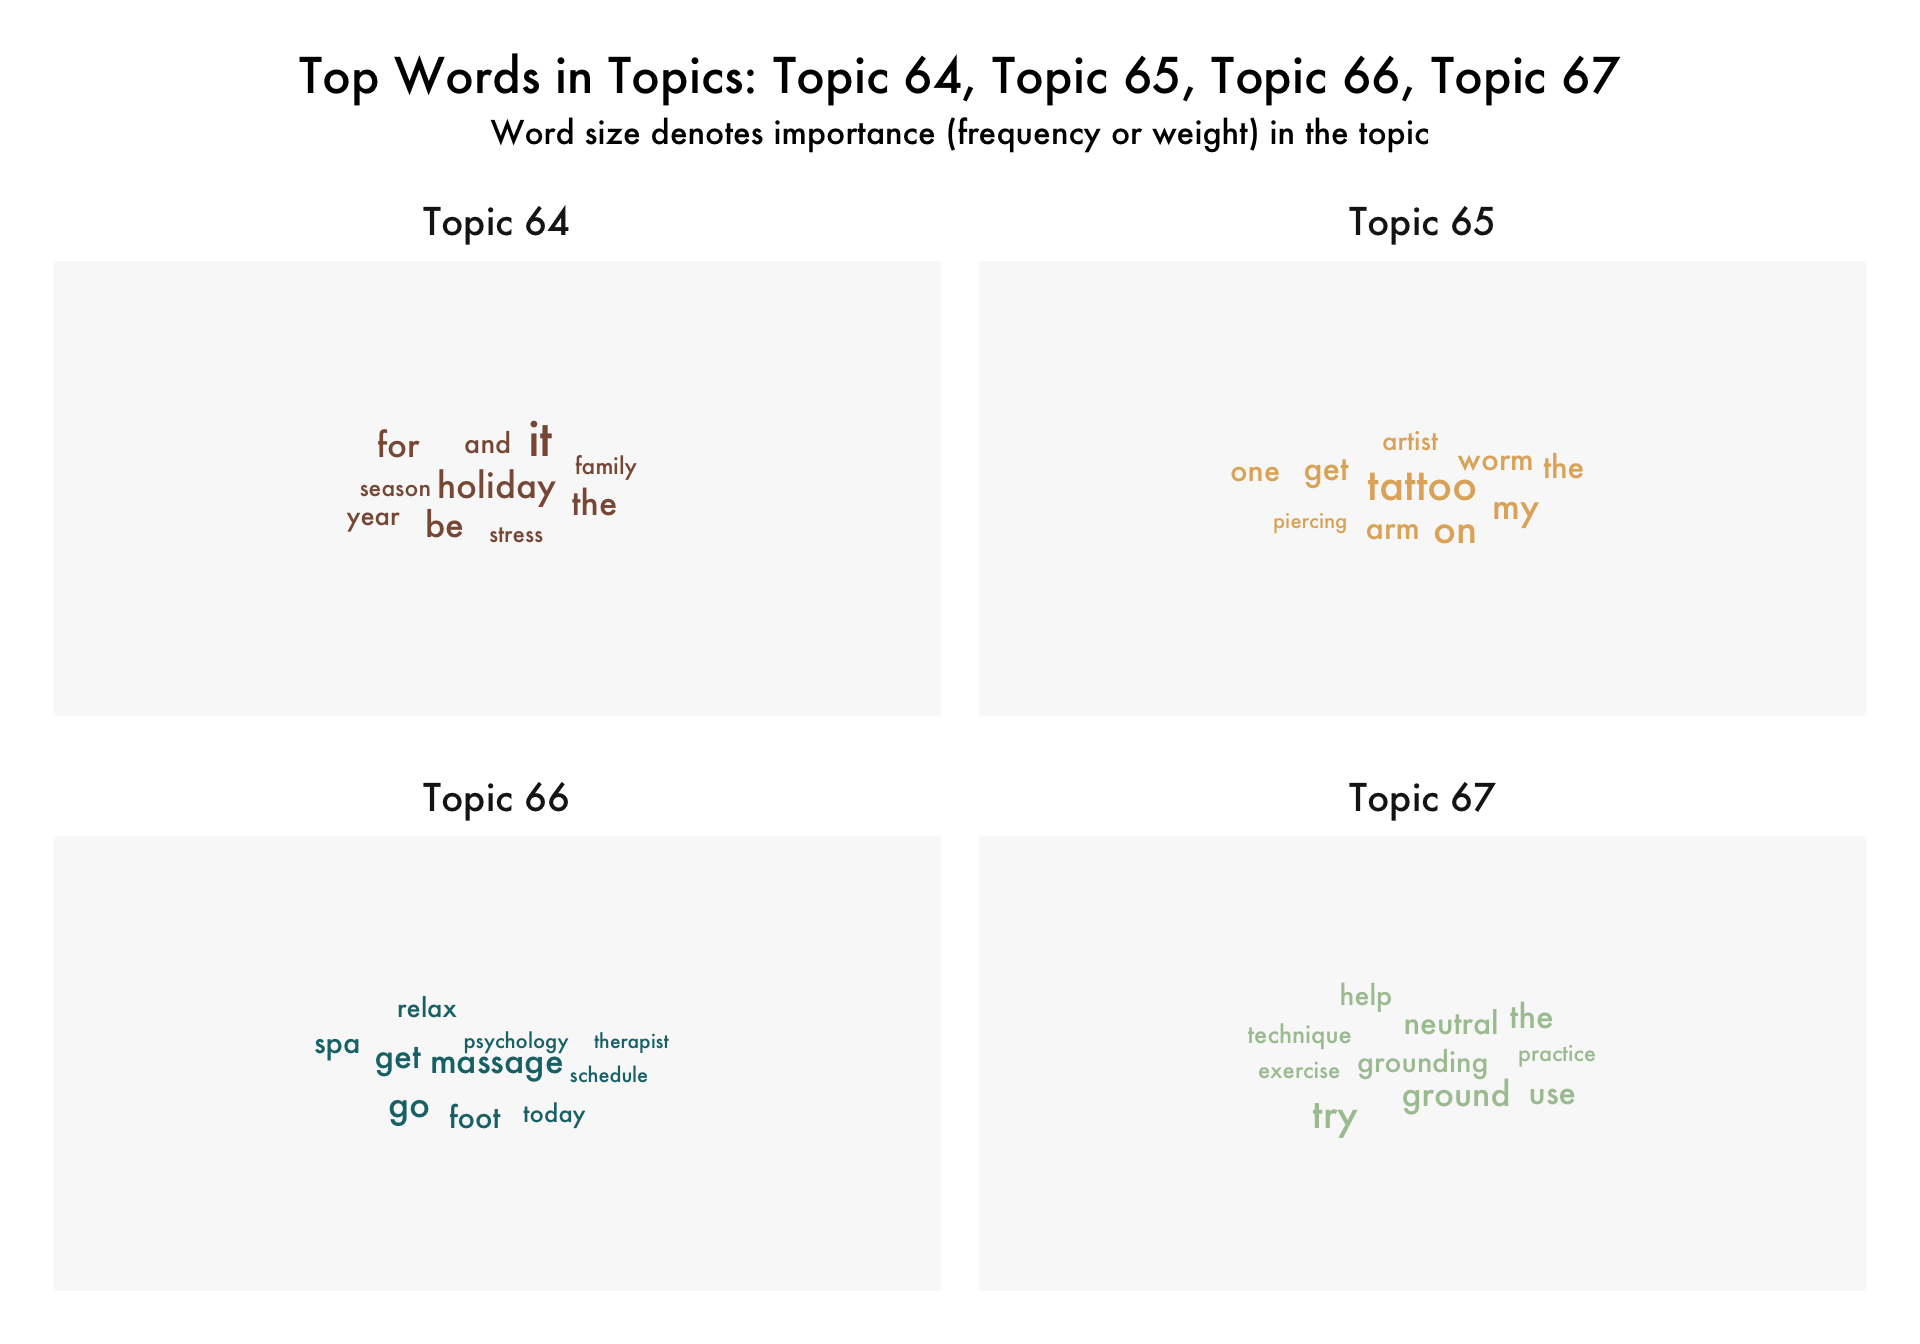 Top Words in Topics: Topic 64, Topic 65, Topic 66, Topic 67
Word size denotes importance (frequency or weight) in the topic
Topic 64
for and it
family
season holiday
the
year be stress
Topic 65
artist
one get worm the
tattoo
my
piercing arm on
Topic 66
relax
spa psychology therapist
get massage schedule
go foot today
Topic 67
help
neutral the
technique
exercise grounding practice
ground use
try